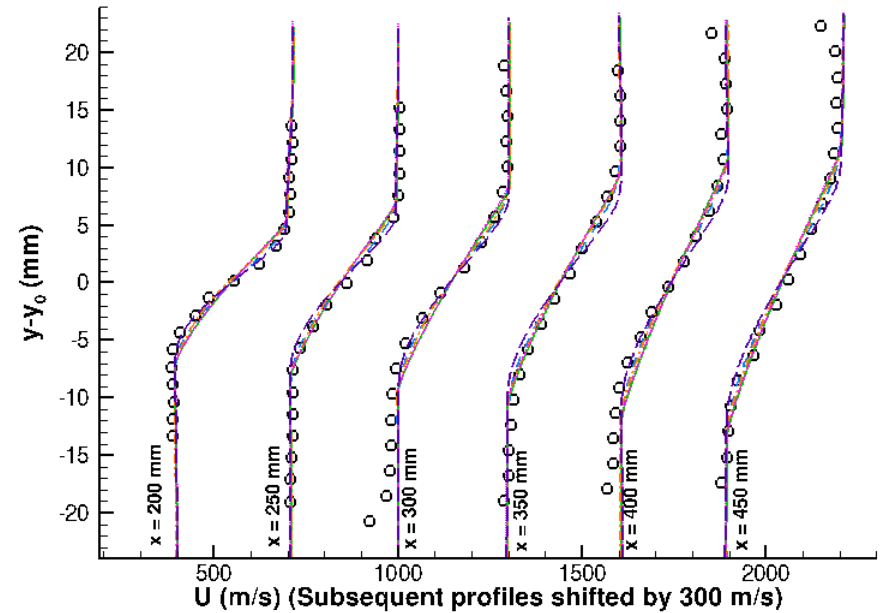 20
15
10
5
0
-5
-10
-15
-20
y-y₀ (mm)
x = 200 mm
x = 250 mm
x = 300 mm
x = 350 mm
x = 400 mm
x = 450 mm
500
1000
1500
2000
U (m/s) (Subsequent profiles shifted by 300 m/s)